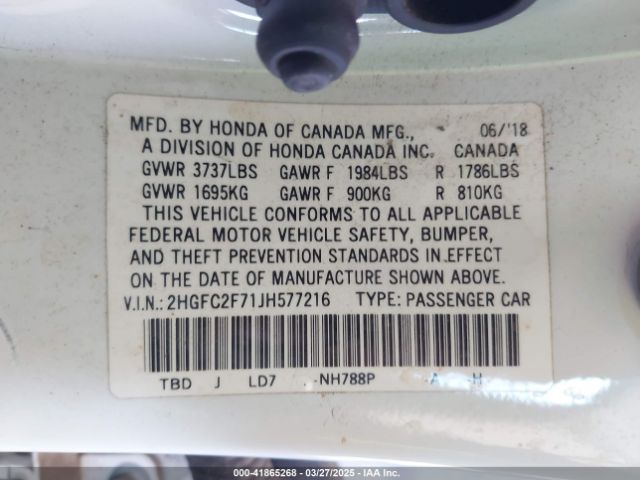 MFD. BY HONDA OF CANADA MFG., 06/'18
A DIVISION OF HONDA CANADA INC. CANADA
GVWR 3737LBS GAWR F 1984LBS R 1786LBS
GVWR 1695KG GAWR F 900KG R 810KG
THIS VEHICLE CONFORMS TO ALL APPLICABLE
FEDERAL MOTOR VEHICLE SAFETY, BUMPER,
AND THEFT PREVENTION STANDARDS IN EFFECT
ON THE DATE OF MANUFACTURE SHOWN ABOVE.
V.I.N.: 2HGFC2F71JH577216 TYPE: PASSENGER CAR
TBD J LD7 -NH788P -A -H-
000-41865268 | 03/27/2025 | IAA Inc.